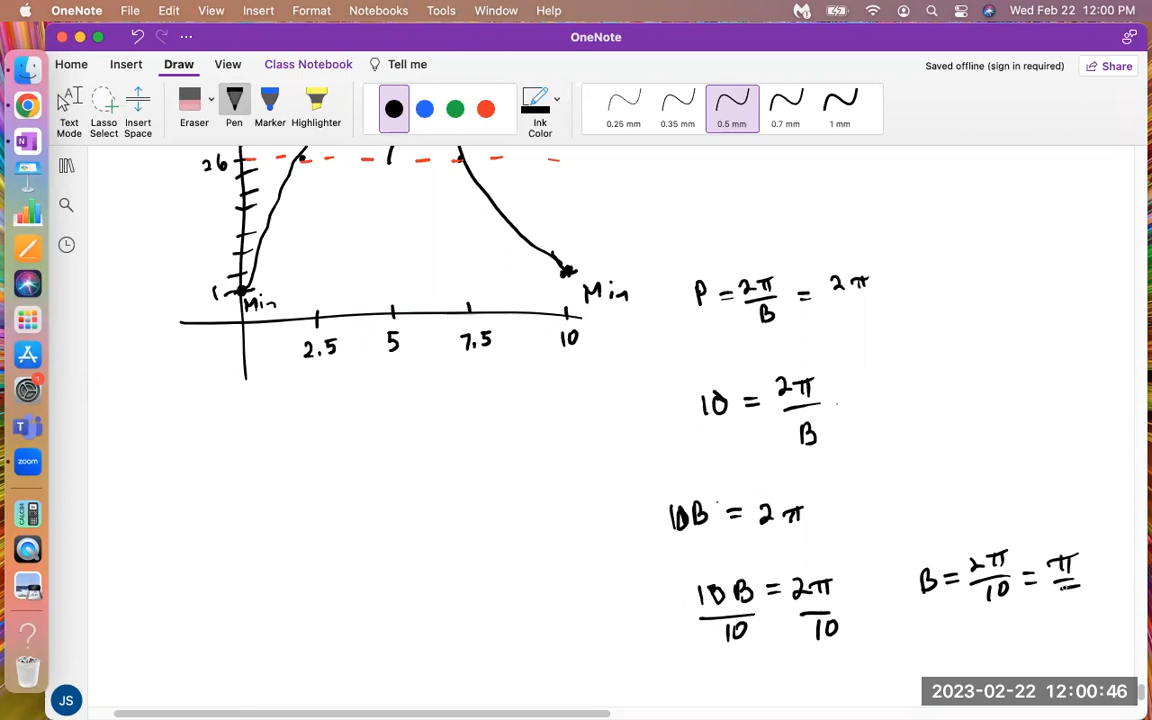 OneNote File Edit View Insert Format Notebooks Tools Window Help Wed Feb 22 12:00 PM
OneNote
Home Insert Draw View Class Notebook Tell me Saved offline (sign in required) Share
Text Mode
Lasso Select
Insert Space
Eraser
Pen
Marker
Highlighter
Ink Color
0.25 mm
0.35 mm
0.5 mm
0.7 mm
1 mm
26
1
Min
Min
2.5 5 7.5 10
P = 2π/B = 2π
10 = 2π/B
10B = 2π
10B/10 = 2π/10
B = 2π/10 = π
JS
2023-02-22 12:00:46